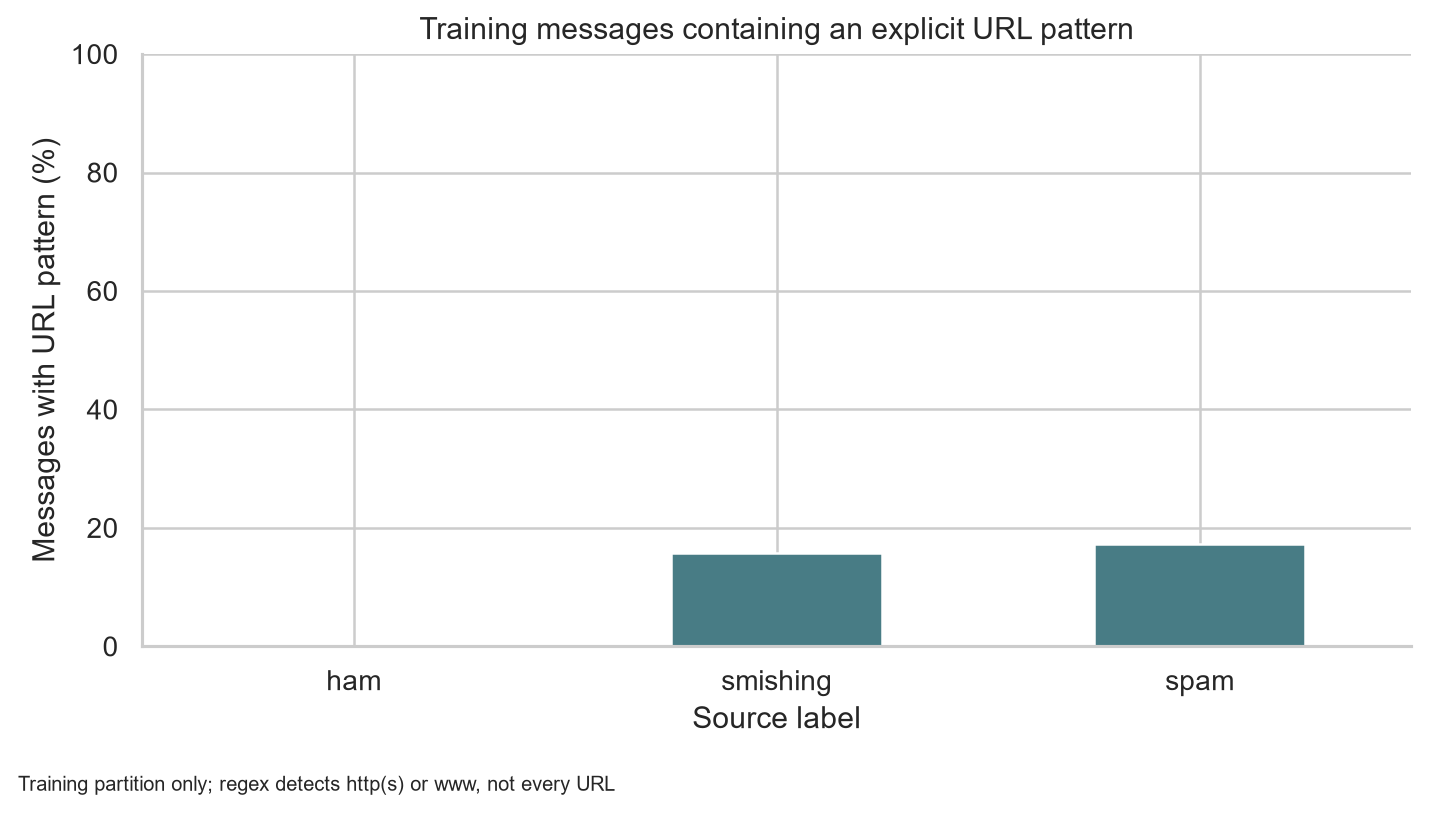 Training messages containing an explicit URL pattern
Messages with URL pattern (%)
100
80
60
40
20
0
ham smishing spam
Source label
Training partition only; regex detects http(s) or www, not every URL